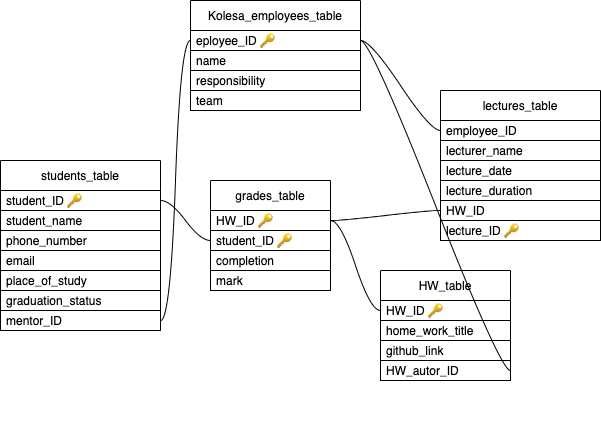 Kolesa_employees_table
eployee_ID 🔑
name
responsibility
team
lectures_table
employee_ID
lecturer_name
lecture_date
lecture_duration
HW_ID
lecture_ID 🔑
students_table
student_ID 🔑
student_name
phone_number
email
place_of_study
graduation_status
mentor_ID
grades_table
HW_ID 🔑
student_ID 🔑
completion
mark
HW_table
HW_ID 🔑
home_work_title
github_link
HW_autor_ID